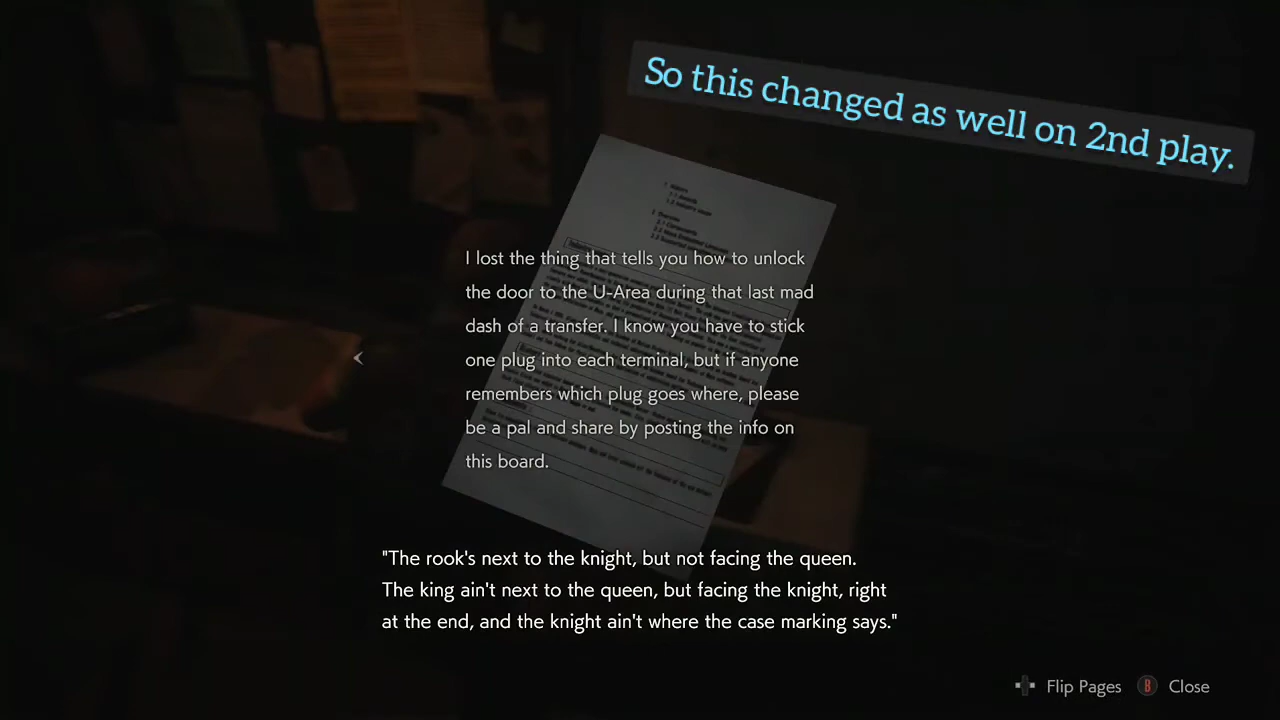 So this changed as well on 2nd play.
I lost the thing that tells you how to unlock
the door to the U-Area during that last mad
dash of a transfer. I know you have to stick
one plug into each terminal, but if anyone
remembers which plug goes where, please
be a pal and share by posting the info on
this board.
"The rook's next to the knight, but not facing the queen.
The king ain't next to the queen, but facing the knight, right
at the end, and the knight ain't where the case marking says."
Flip Pages B Close